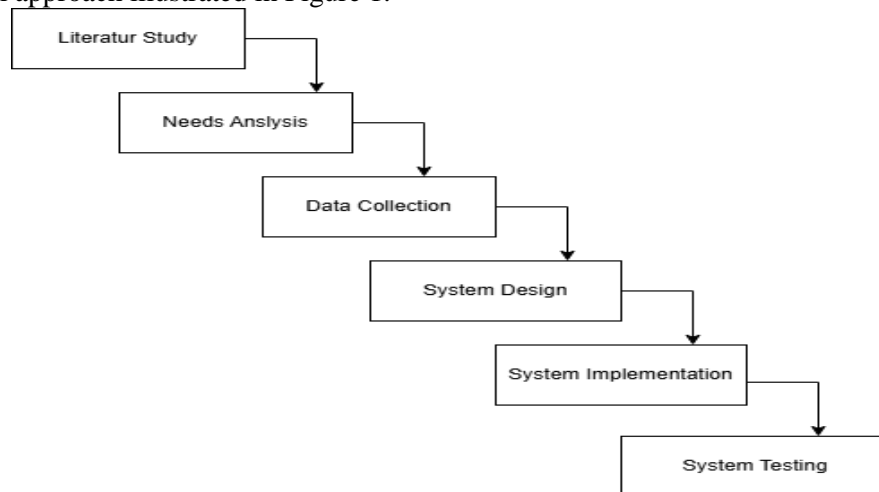 approach illustrated in Figure 1.
Literatur Study
Needs Anslysis
Data Collection
System Design
System Implementation
System Testing